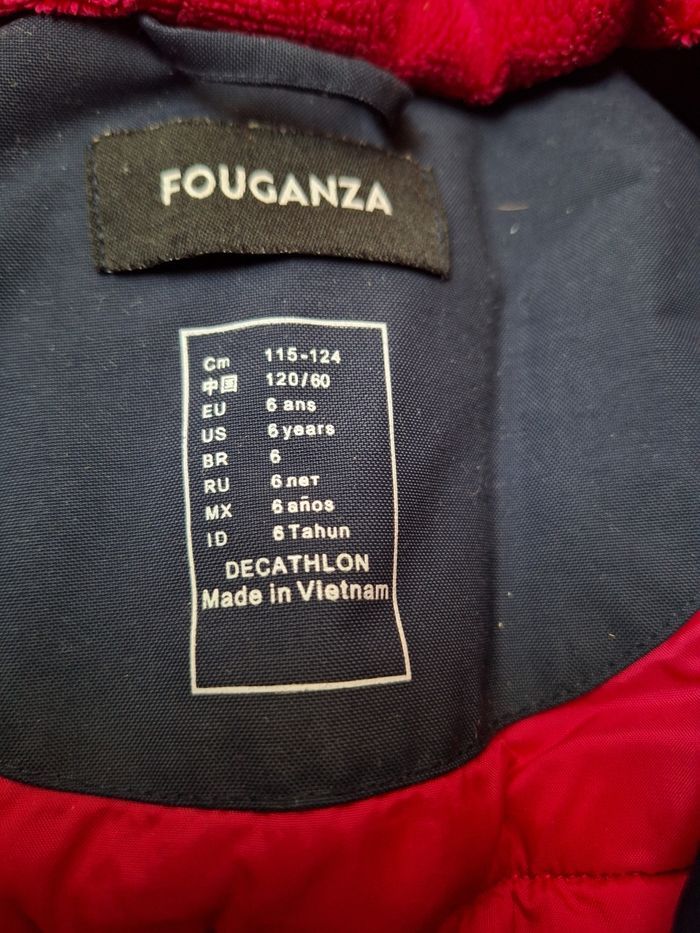 FOUGANZA
Cm 115-124
中国 120/60
EU 6 ans
US 6 years
BR 6
RU 6 лет
MX 6 años
ID 6 Tahun
DECATHLON
Made in Vietnam